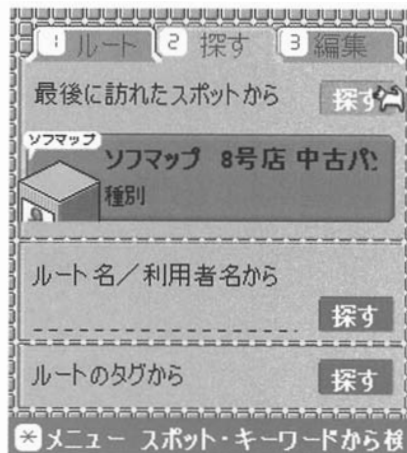 1 ルート 2 探す 3 編集
最後に訪れたスポットから 探す
ソフマップ
ソフマップ 8号店 中古パ
種別
ルート名/利用者名から
探す
ルートのタグから 探す
*メニュー スポット・キーワードから検